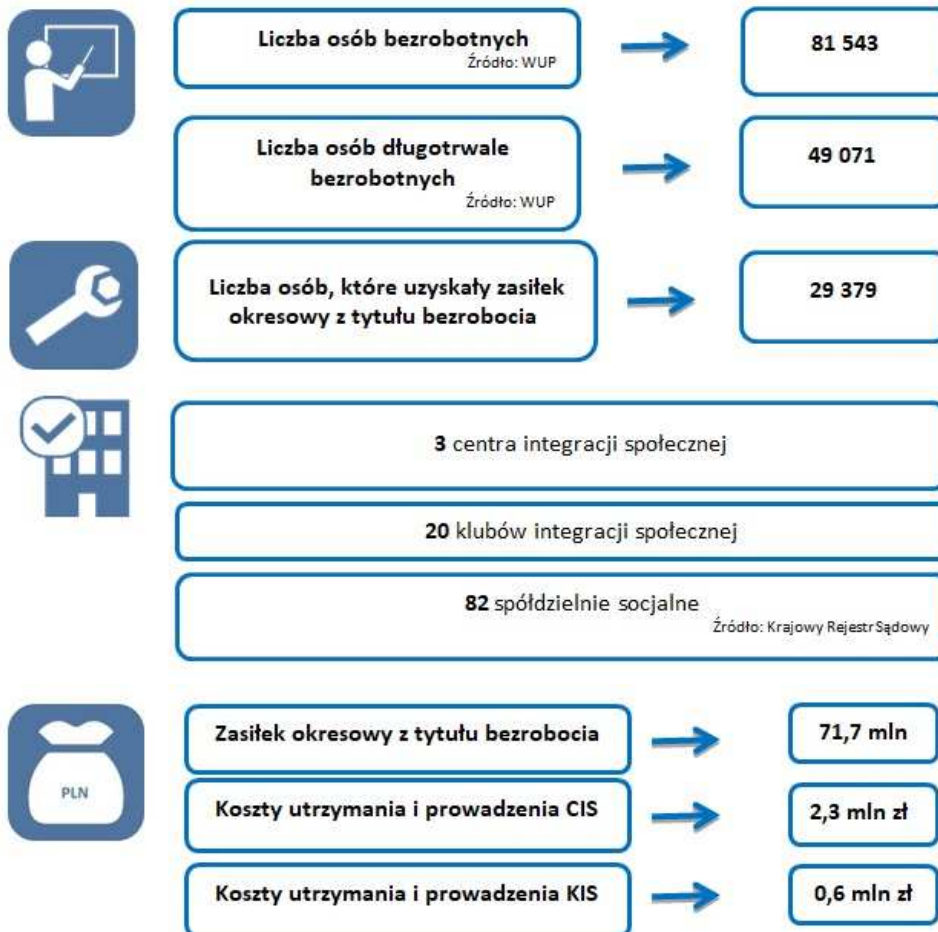 Liczba osób bezrobotnych
Źródło: WUP
81 543
Liczba osób długotrwale
bezrobotnych
Źródło: WUP
49 071
Liczba osób, które uzyskały zasiłek
okresowy z tytułu bezrobocia
29 379
3 centra integracji społecznej
20 klubów integracji społecznej
82 spółdzielnie socjalne
Źródło: Krajowy Rejestr Sądowy
PLN
Zasiłek okresowy z tytułu bezrobocia
71,7 mln
Koszty utrzymania i prowadzenia CIS
2,3 mln zł
Koszty utrzymania i prowadzenia KIS
0,6 mln zł